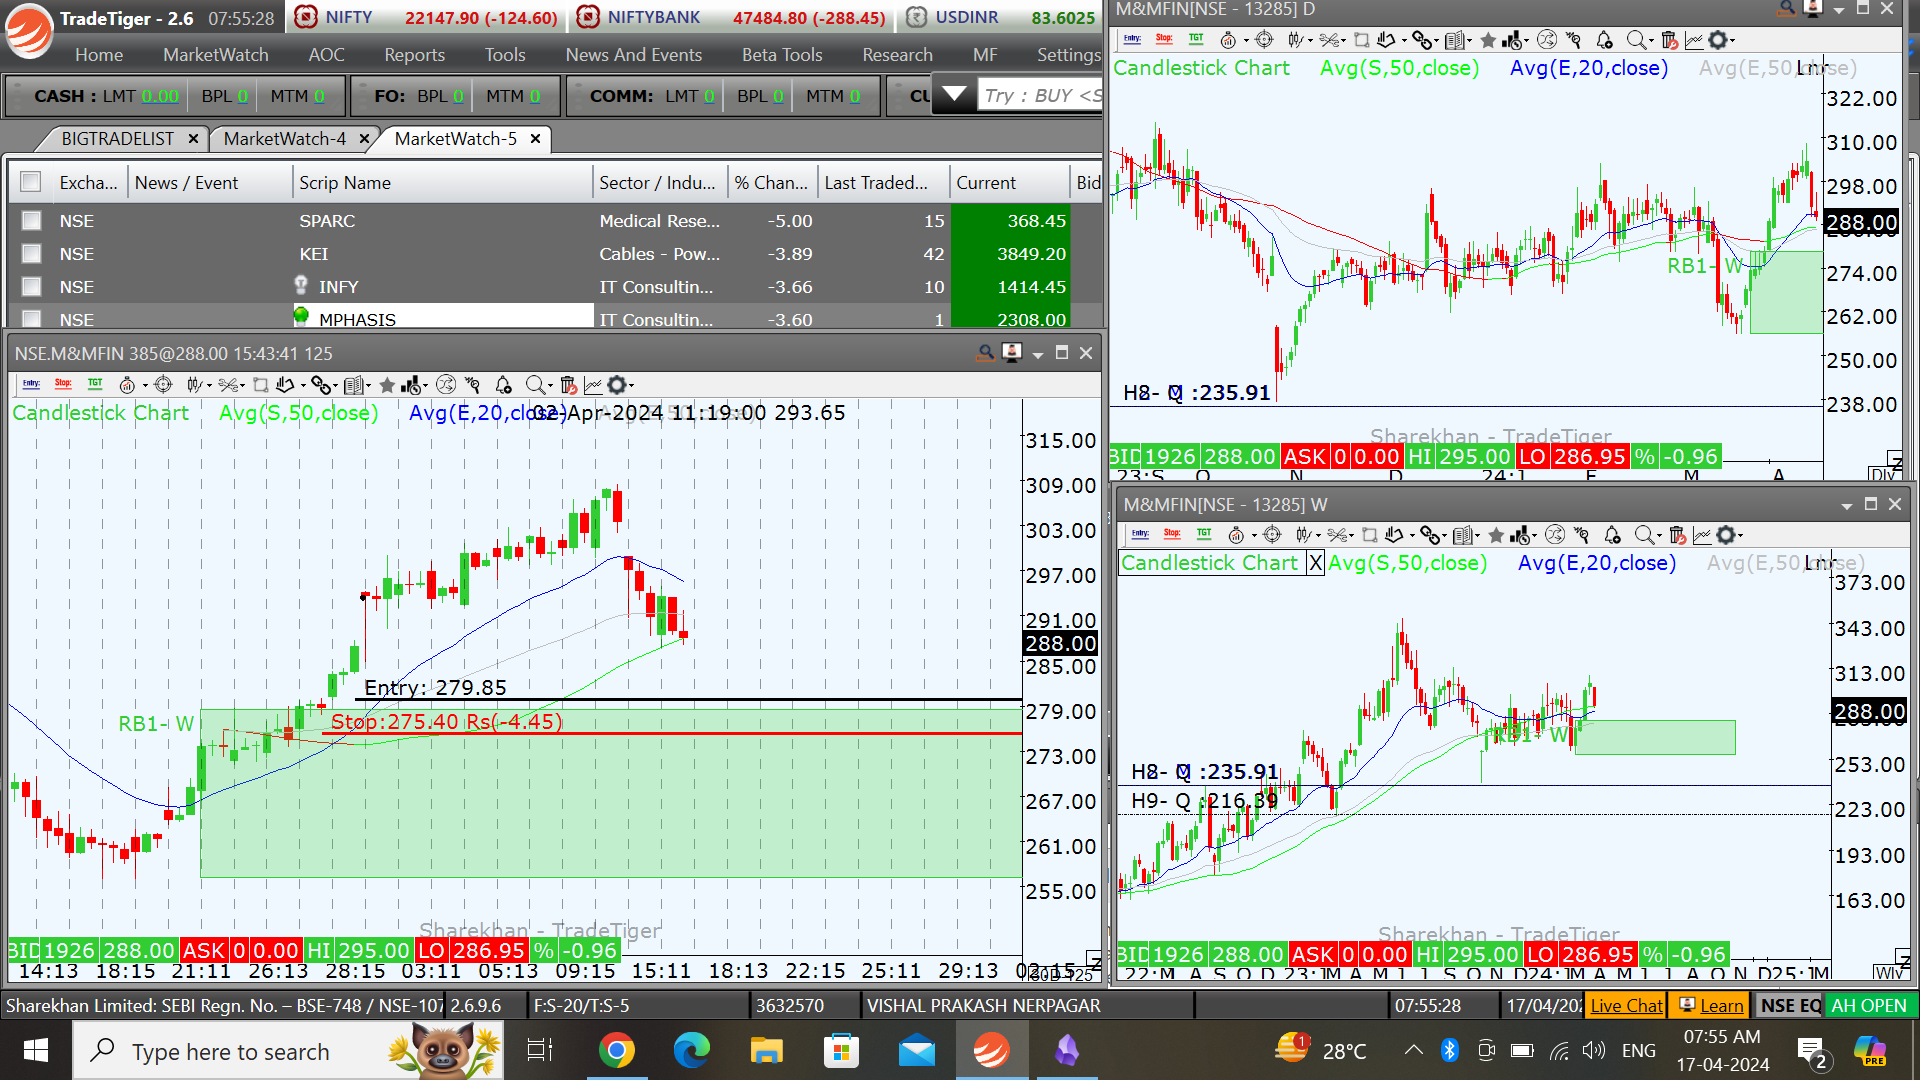 TradeTiger - 2.6 07:55:28
NIFTY 22147.90 (-124.60)
NIFTYBANK 47484.80 (-288.45)
USDINR 83.6025
Home MarketWatch AOC Reports Tools News And Events Beta Tools Research MF Settings
CASH : LMT 0.00 BPL 0 MTM 0
FO: BPL 0 MTM 0
COMM: LMT 0 BPL 0 MTM 0
Try : BUY <S
BIGTRADELIST ×
MarketWatch-4 ×
MarketWatch-5 ×
Excha... News / Event Scrip Name Sector / Indu... % Chan... Last Traded... Current Bid
NSE SPARC Medical Rese... -5.00 15 368.45
NSE KEI Cables - Pow... -3.89 42 3849.20
NSE INFY IT Consultin... -3.66 10 1414.45
NSE MPHASIS IT Consultin... -3.60 1 2308.00
NSE.M&MFIN 385@288.00 15:43:41 125
Entry: Stop: TGT
Candlestick Chart Avg(S,50,close) Avg(E,20,close) 02-Apr-2024 11:19:00 293.65
315.00
309.00
303.00
297.00
291.00
288.00
285.00
Entry: 279.85
279.00
RB1- W
Stop:275.40 Rs(-4.45)
273.00
267.00
261.00
255.00
Sharekhan - TradeTiger
BID 1926 288.00 ASK 0 0.00 HI 295.00 LO 286.95 % -0.96
14:13 18:15 21:11 26:13 28:15 03:11 05:13 09:15 15:11 18:13 22:15 25:11 29:13
M&MFIN[NSE - 13285] D
Entry: Stop: TGT
Candlestick Chart Avg(S,50,close) Avg(E,20,close) Avg(E,50,close)
322.00
310.00
298.00
288.00
RB1- W
274.00
262.00
250.00
H8- Q :235.91
238.00
Sharekhan - TradeTiger
BID 1926 288.00 ASK 0 0.00 HI 295.00 LO 286.95 % -0.96
23:S O N D 24:J F M A Dly
M&MFIN[NSE - 13285] W
Entry: Stop: TGT
Candlestick Chart X Avg(S,50,close) Avg(E,20,close) Avg(E,50,close)
373.00
343.00
313.00
288.00
RB1- W
253.00
H8- Q :235.91
H9- Q :216.39
223.00
193.00
163.00
Sharekhan - TradeTiger
BID 1926 288.00 ASK 0 0.00 HI 295.00 LO 286.95 % -0.96
22:M A S O D 23:1 M A M J J S O N D 24:1 M A M J J A O N D 25:1 M Wly
Sharekhan Limited: SEBI Regn. No. – BSE-748 / NSE-107 2.6.9.6 F:S-20/T:S-5 3632570 VISHAL PRAKASH NERPAGAR 07:55:28 17/04/202 Live Chat Learn NSE EQ AH OPEN
Type here to search
1
28°C
ENG
07:55 AM
17-04-2024
2
PRE